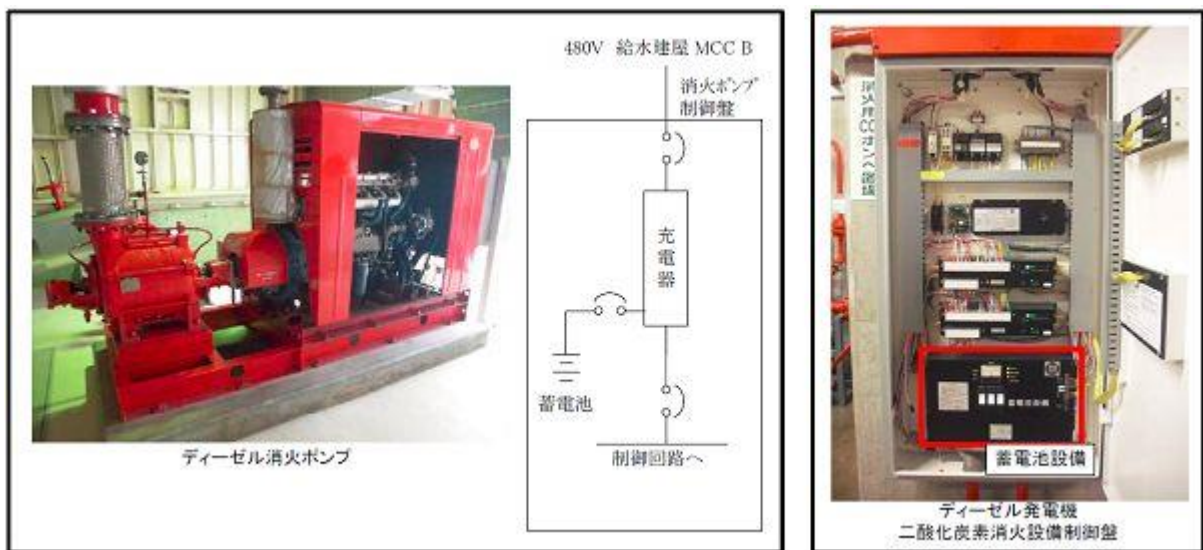 480V 給水建屋 MCC B
消火ポンプ
制御盤
充電器
蓄電池
制御回路へ
ディーゼル消火ポンプ
蓄電池設備
ディーゼル発電機
二酸化炭素消火設備制御盤